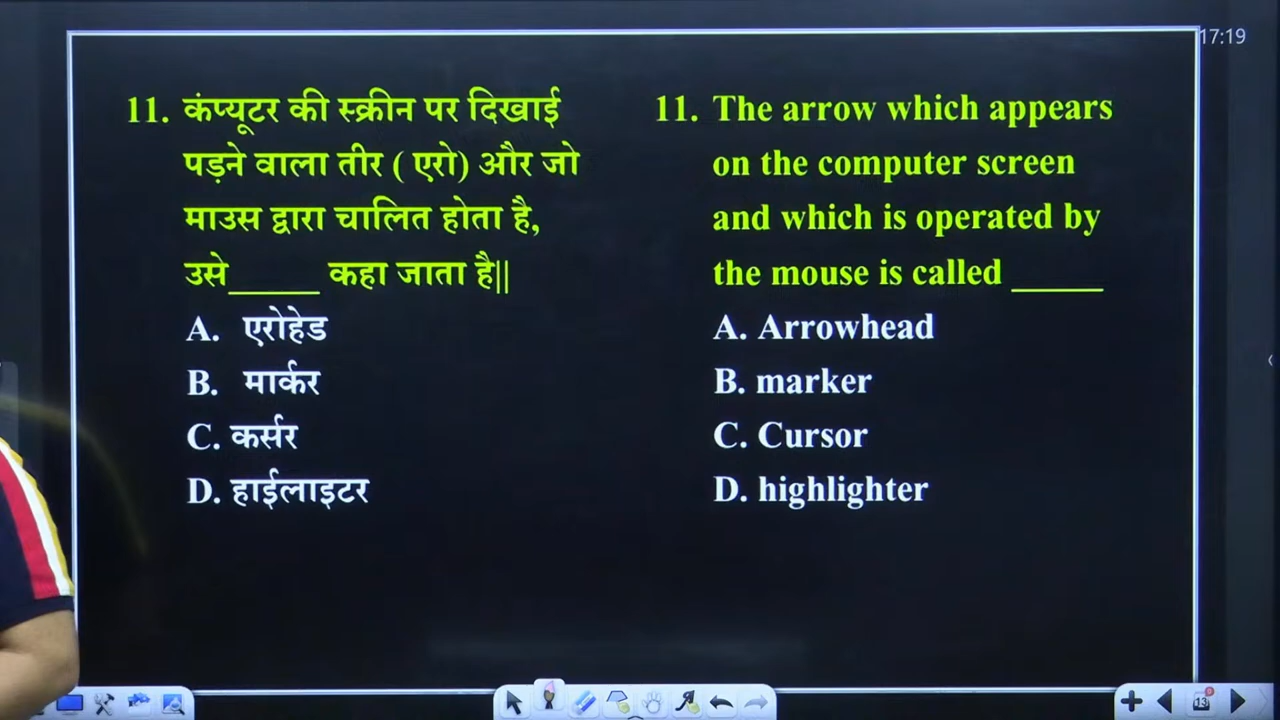 17:19
11. कंप्यूटर की स्क्रीन पर दिखाई
पड़ने वाला तीर ( एरो) और जो
माउस द्वारा चालित होता है,
उसे_____ कहा जाता है||
A. एरोहेड
B. मार्कर
C. कर्सर
D. हाईलाइटर
11. The arrow which appears
on the computer screen
and which is operated by
the mouse is called _____
A. Arrowhead
B. marker
C. Cursor
D. highlighter
13